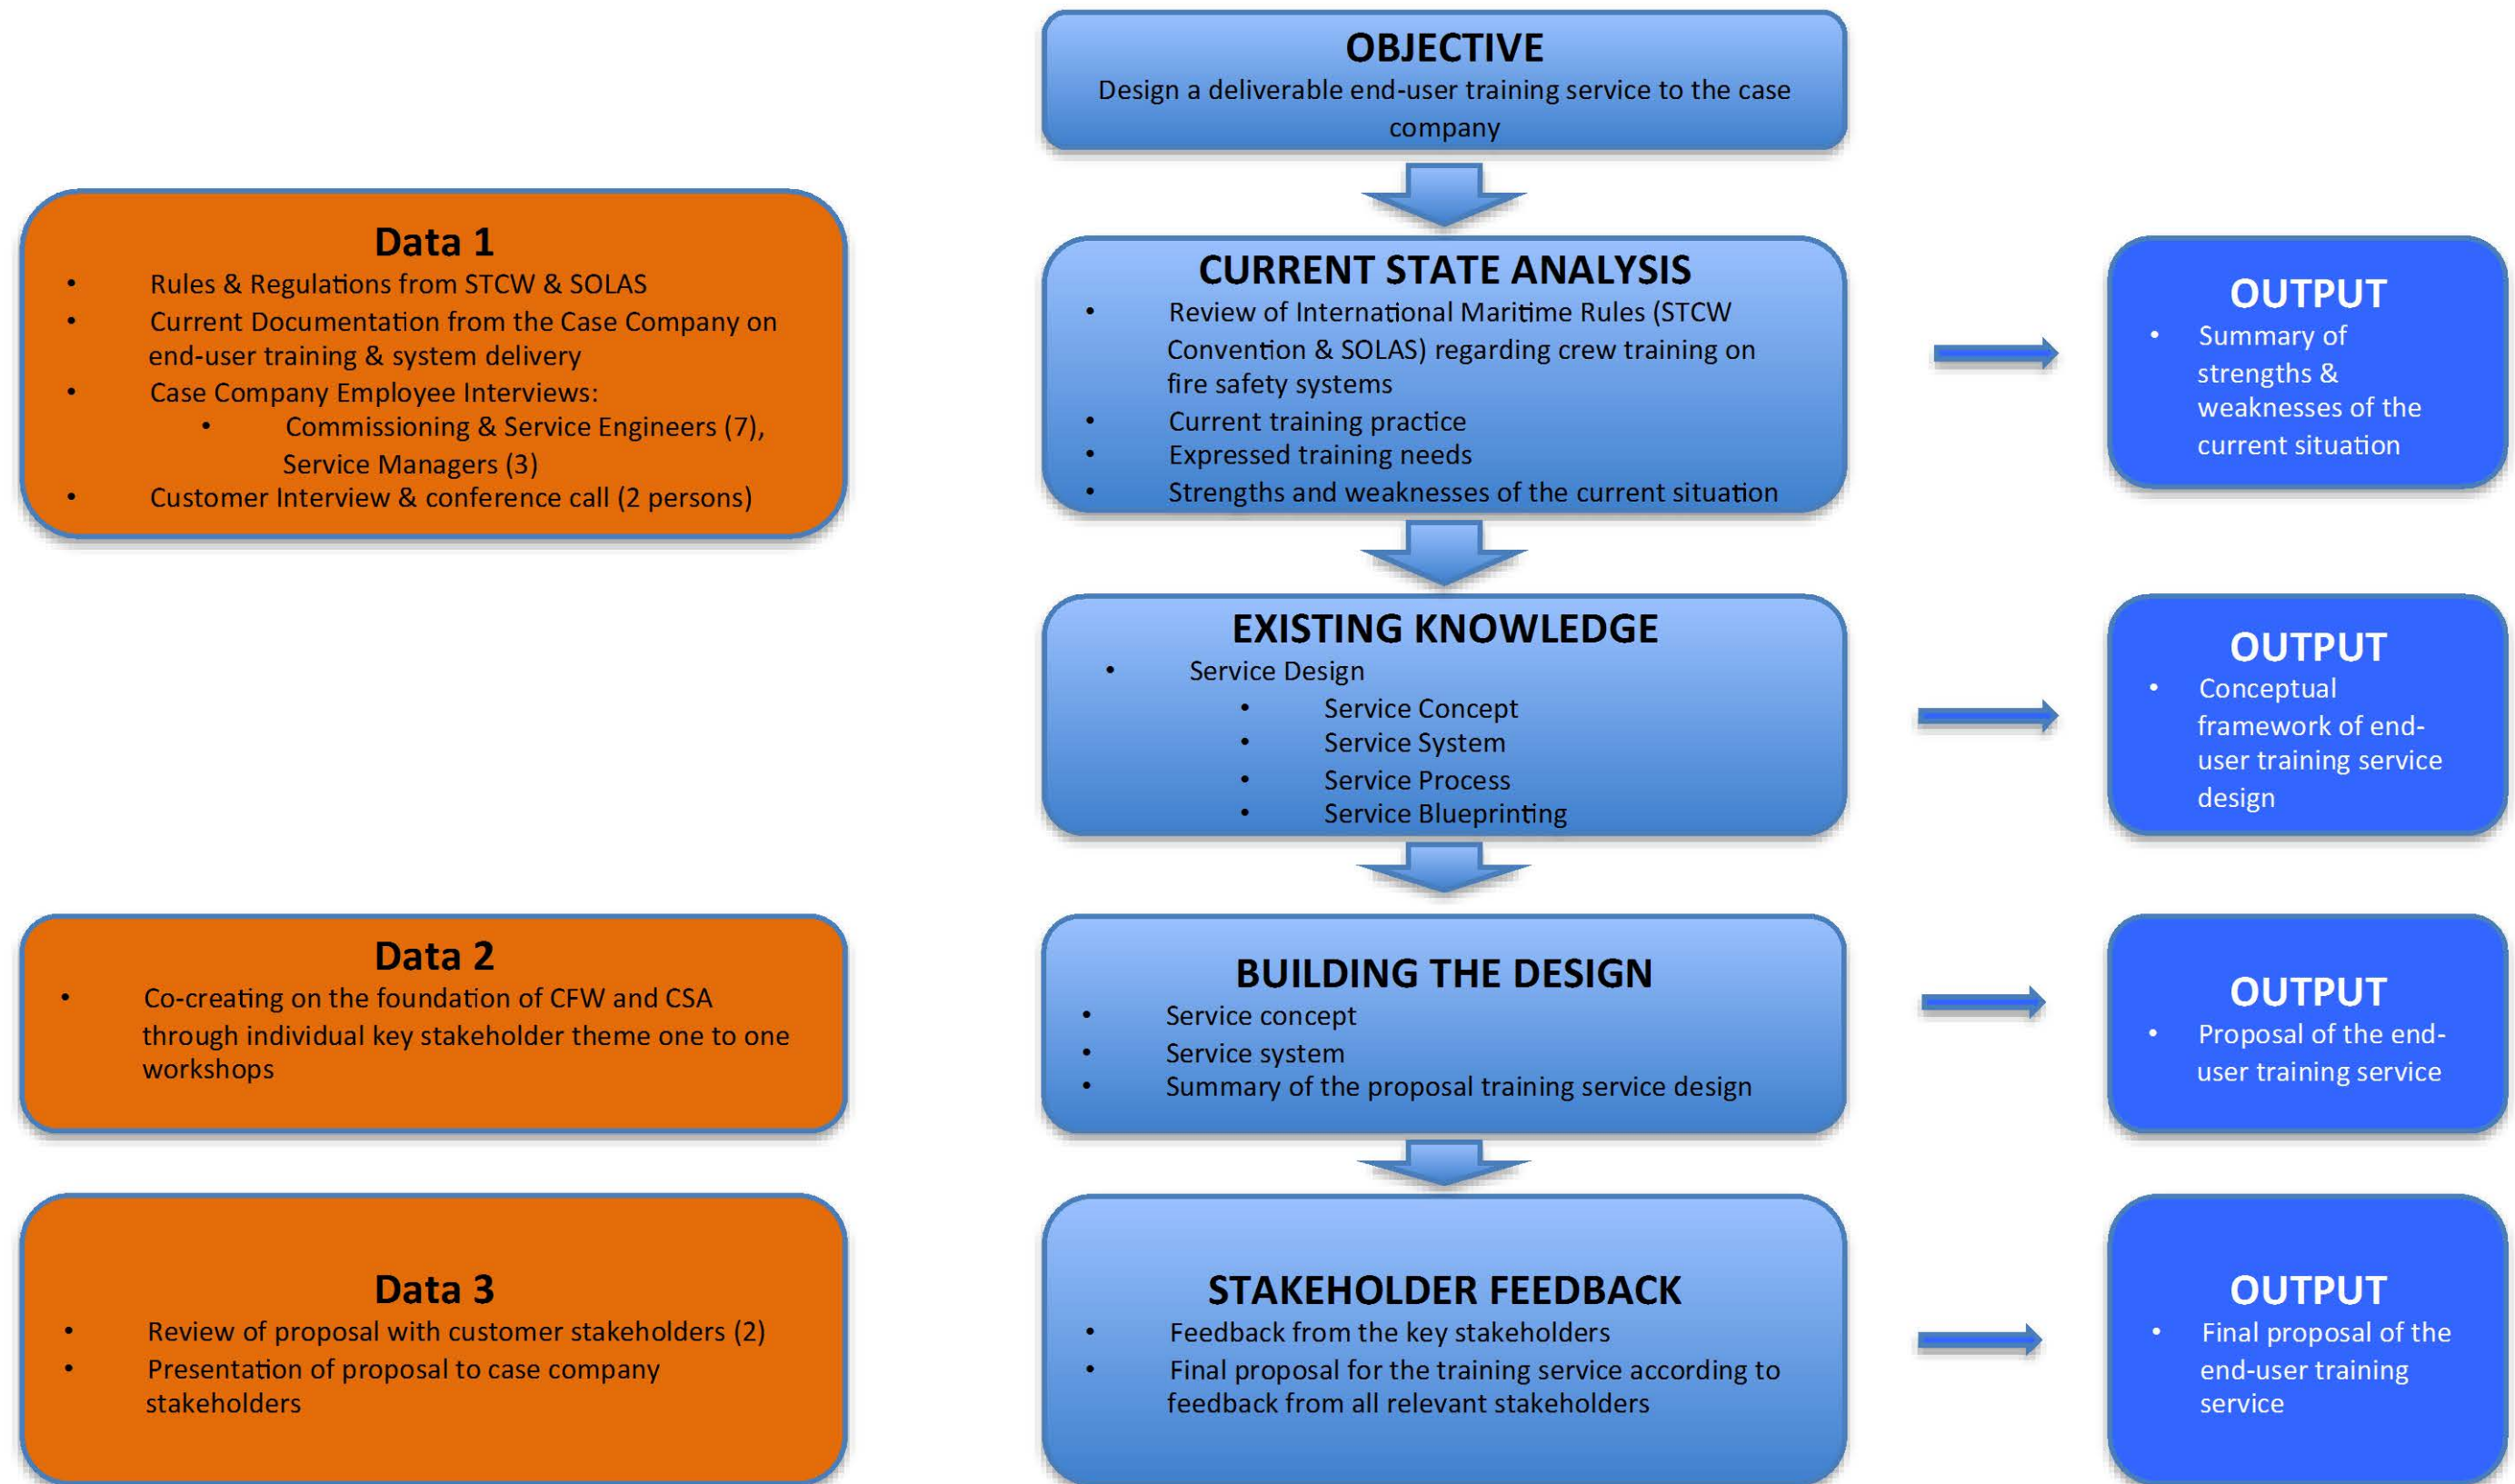 OBJECTIVE
Design a deliverable end-user training service to the case
company
Data 1
• Rules & Regulations from STCW & SOLAS
• Current Documentation from the Case Company on
end-user training & system delivery
• Case Company Employee Interviews:
• Commissioning & Service Engineers (7),
Service Managers (3)
• Customer Interview & conference call (2 persons)
CURRENT STATE ANALYSIS
• Review of International Maritime Rules (STCW
Convention & SOLAS) regarding crew training on
fire safety systems
• Current training practice
• Expressed training needs
• Strengths and weaknesses of the current situation
OUTPUT
• Summary of
strengths &
weaknesses of the
current situation
EXISTING KNOWLEDGE
• Service Design
• Service Concept
• Service System
• Service Process
• Service Blueprinting
OUTPUT
• Conceptual
framework of end-
user training service
design
Data 2
• Co-creating on the foundation of CFW and CSA
through individual key stakeholder theme one to one
workshops
BUILDING THE DESIGN
• Service concept
• Service system
• Summary of the proposal training service design
OUTPUT
• Proposal of the end-
user training service
Data 3
• Review of proposal with customer stakeholders (2)
• Presentation of proposal to case company
stakeholders
STAKEHOLDER FEEDBACK
• Feedback from the key stakeholders
• Final proposal for the training service according to
feedback from all relevant stakeholders
OUTPUT
• Final proposal of the
end-user training
service